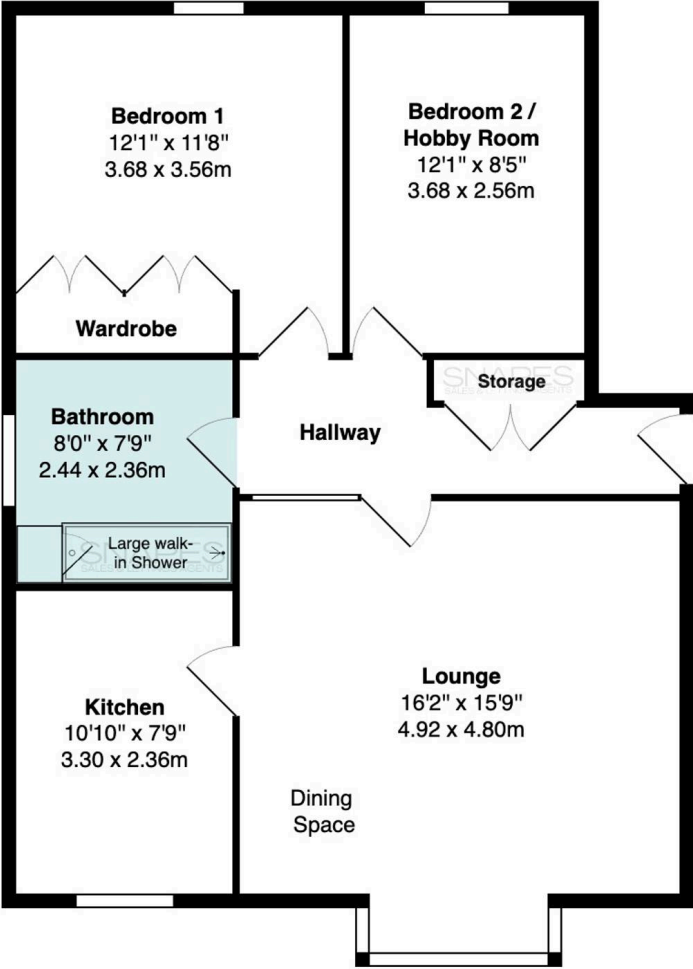 Bedroom 1
12'1" x 11'8"
3.68 x 3.56m
Bedroom 2 /
Hobby Room
12'1" x 8'5"
3.68 x 2.56m
Wardrobe
SNAPES
Storage
Bathroom
8'0" x 7'9"
2.44 x 2.36m
Hallway
Large walk-
in Shower
SNAPES
Lounge
16'2" x 15'9"
4.92 x 4.80m
Kitchen
10'10" x 7'9"
3.30 x 2.36m
Dining
Space